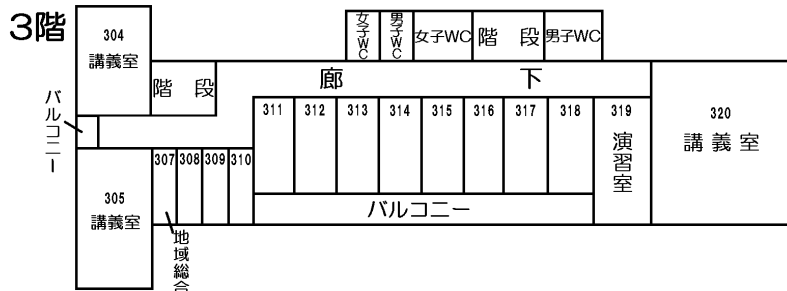 3階
304
講義室
女子WC
男子WC
女子WC
階段
男子WC
階段
廊下
バルコニー
311
312
313
314
315
316
317
318
319
演習室
320
講義室
305
講義室
307
308
309
310
バルコニー
地域総合